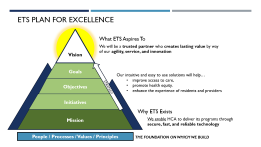 ETS PLAN FOR EXCELLENCE
Vision
Goals
Objectives
Initiatives
Mission
People / Processes / Values / Principles
What ETS Aspires To
We will be a trusted partner who creates lasting value by way
of our agility, service, and innovation
Our intuitive and easy to use solutions will help…
• improve access to care,
• promote health equity,
• enhance the experience of residents and providers
Why ETS Exists
We enable MCA to deliver its programs through
secure, fast, and reliable technology
THE FOUNDATION ON WHICH WE BUILD